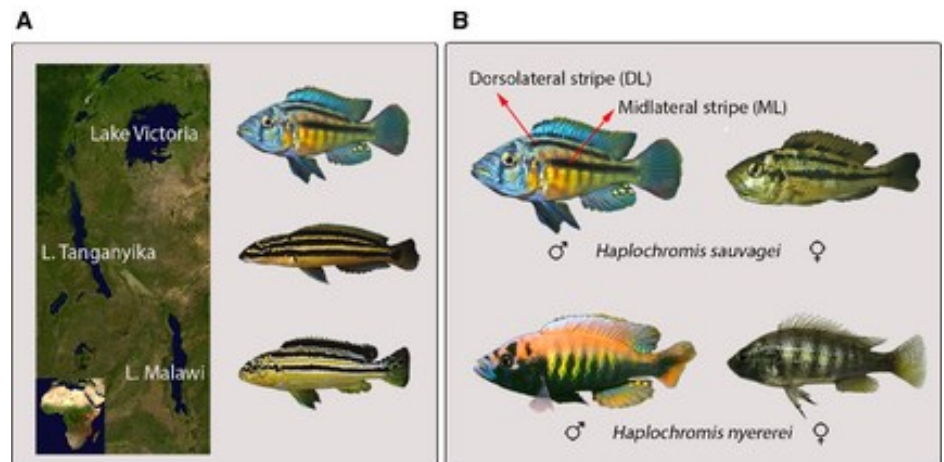 A
B
Lake Victoria
L. Tanganyika
L. Malawi
Dorsolateral stripe (DL)
Midlateral stripe (ML)
♂ Haplochromis sauvagei ♀
♂ Haplochromis nyererei ♀